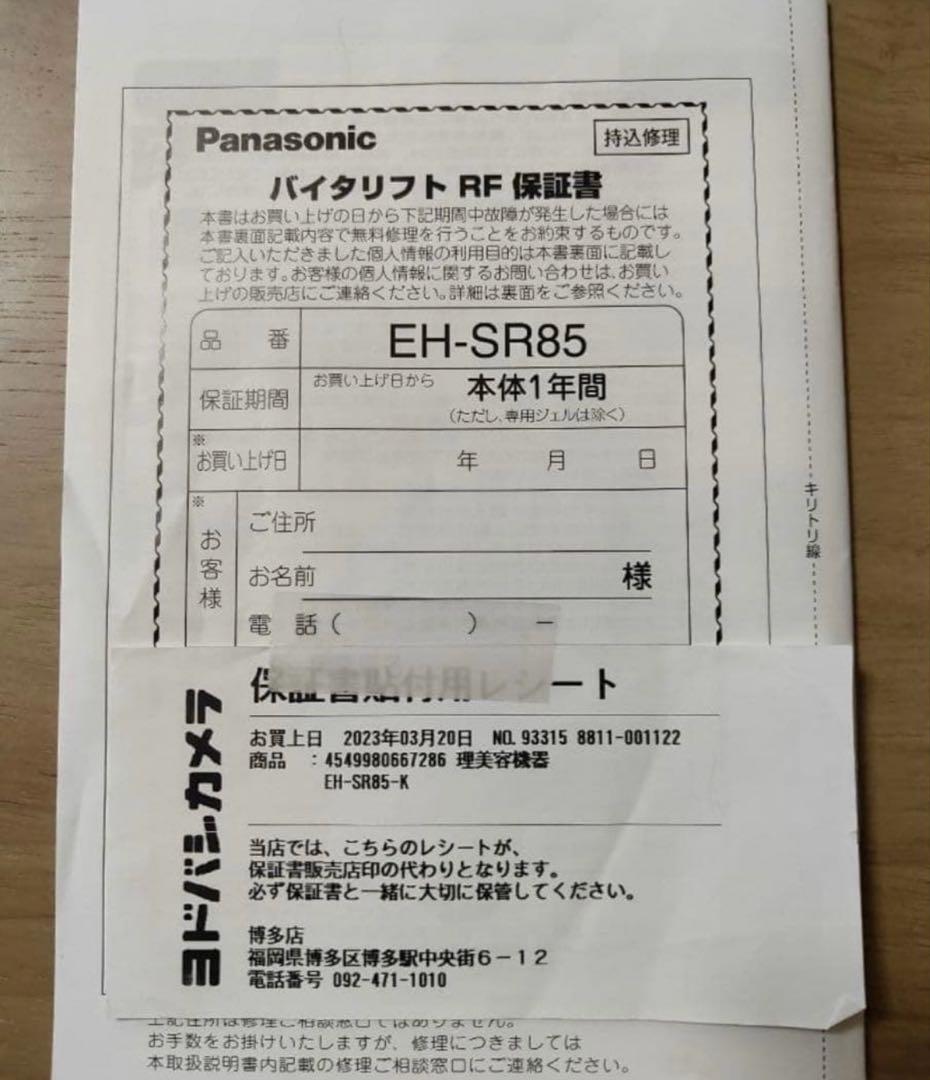 Panasonic
持込修理
バイタリフト RF 保証書
本書はお買い上げの日から下記期間中故障が発生した場合には
本書裏面記載内容で無料修理を行うことをお約束するものです。
ご記入いただきました個人情報の利用目的は本書裏面に記載し
ております。お客様の個人情報に関するお問い合わせは、お買い
上げの販売店にご連絡ください。詳細は裏面をご参照ください。
品番 EH-SR85
保証期間 お買い上げ日から 本体1年間
(ただし、専用ジェルは除く)
※
お買い上げ日 年 月 日
※
お客様
ご住所
お名前 様
電話( ) ー
キリトリ線
ヨドバシカメラ
保証書貼付用レシート
お買上日 2023年03月20日 NO. 93315 8811-001122
商品 :4549980667286 理美容機器
EH-SR85-K
当店では、こちらのレシートが、
保証書販売店印の代わりとなります。
必ず保証書と一緒に大切に保管してください。
博多店
福岡県博多区博多駅中央街6-12
電話番号 092-471-1010
上記住所は修理ご相談窓口ではありません。
お手数をお掛けいたしますが、修理につきましては
本取扱説明書内記載の修理ご相談窓口にご連絡ください。